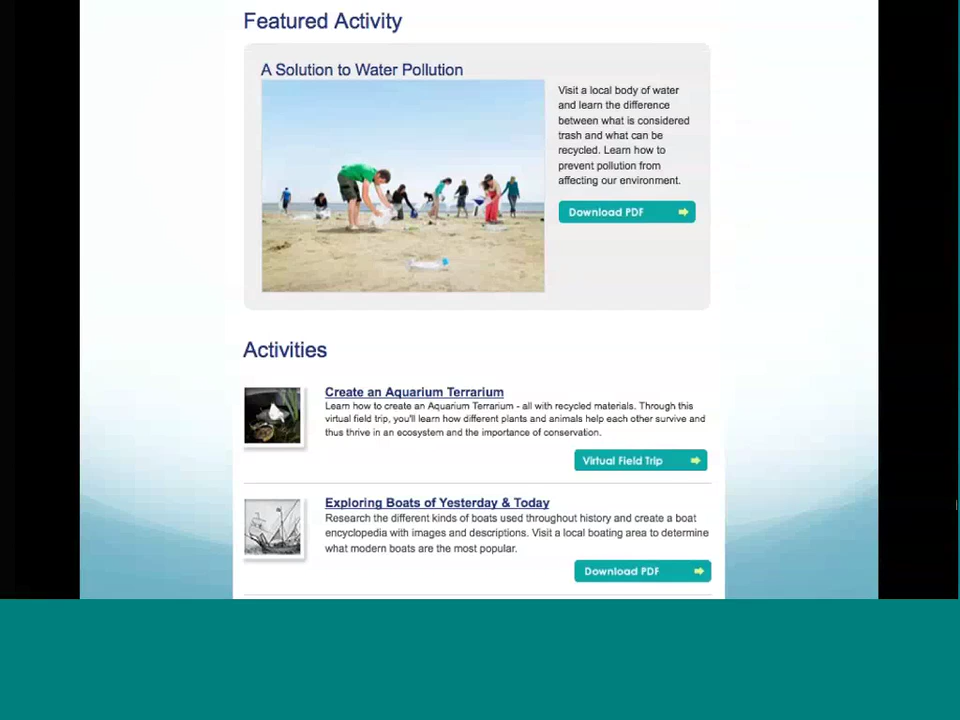 Featured Activity
A Solution to Water Pollution
Visit a local body of water
and learn the difference
between what is considered
trash and what can be
recycled. Learn how to
prevent pollution from
affecting our environment.
Download PDF
Activities
Create an Aquarium Terrarium
Learn how to create an Aquarium Terrarium - all with recycled materials. Through this
virtual field trip, you'll learn how different plants and animals help each other survive and
thus thrive in an ecosystem and the importance of conservation.
Virtual Field Trip
Exploring Boats of Yesterday & Today
Research the different kinds of boats used throughout history and create a boat
encyclopedia with images and descriptions. Visit a local boating area to determine
what modern boats are the most popular.
Download PDF